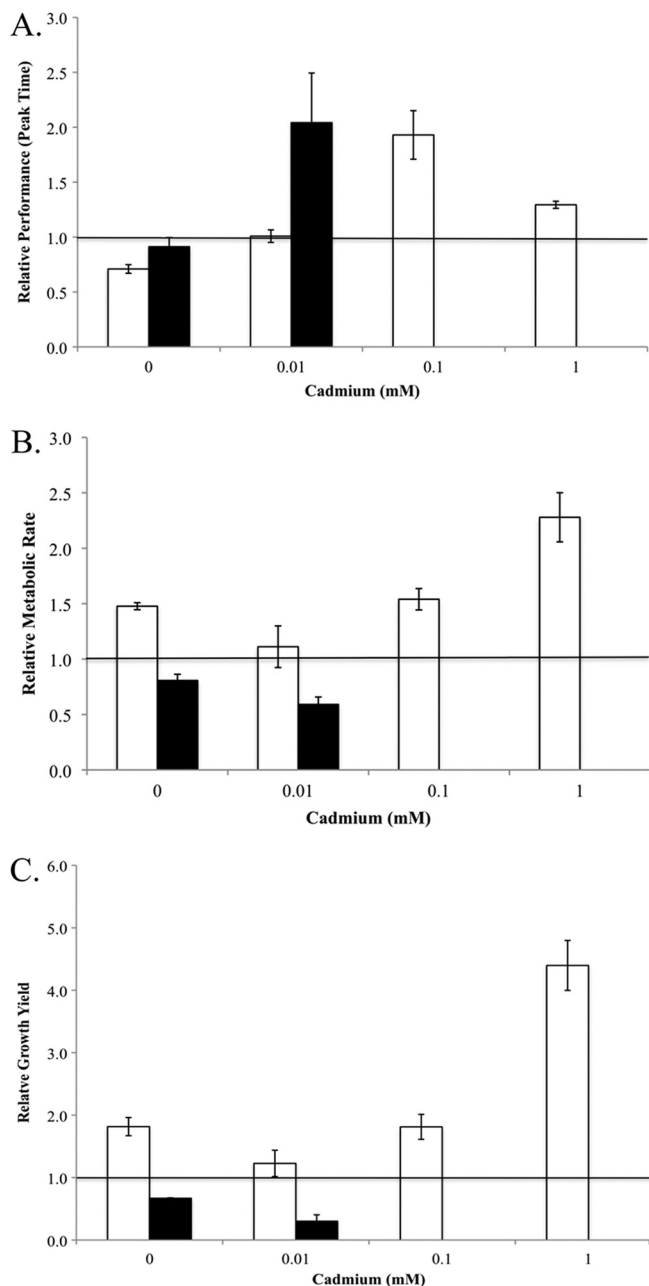 A.
Relative Performance (Peak Time)
3.0
2.5
2.0
1.5
1.0
0.5
0.0
0 0.01 0.1 1
Cadmium (mM)
B.
Relative Metabolic Rate
3.0
2.5
2.0
1.5
1.0
0.5
0.0
0 0.01 0.1 1
Cadmium (mM)
C.
Relatve Growth Yield
6.0
5.0
4.0
3.0
2.0
1.0
0.0
0 0.01 0.1 1
Cadmium (mM)